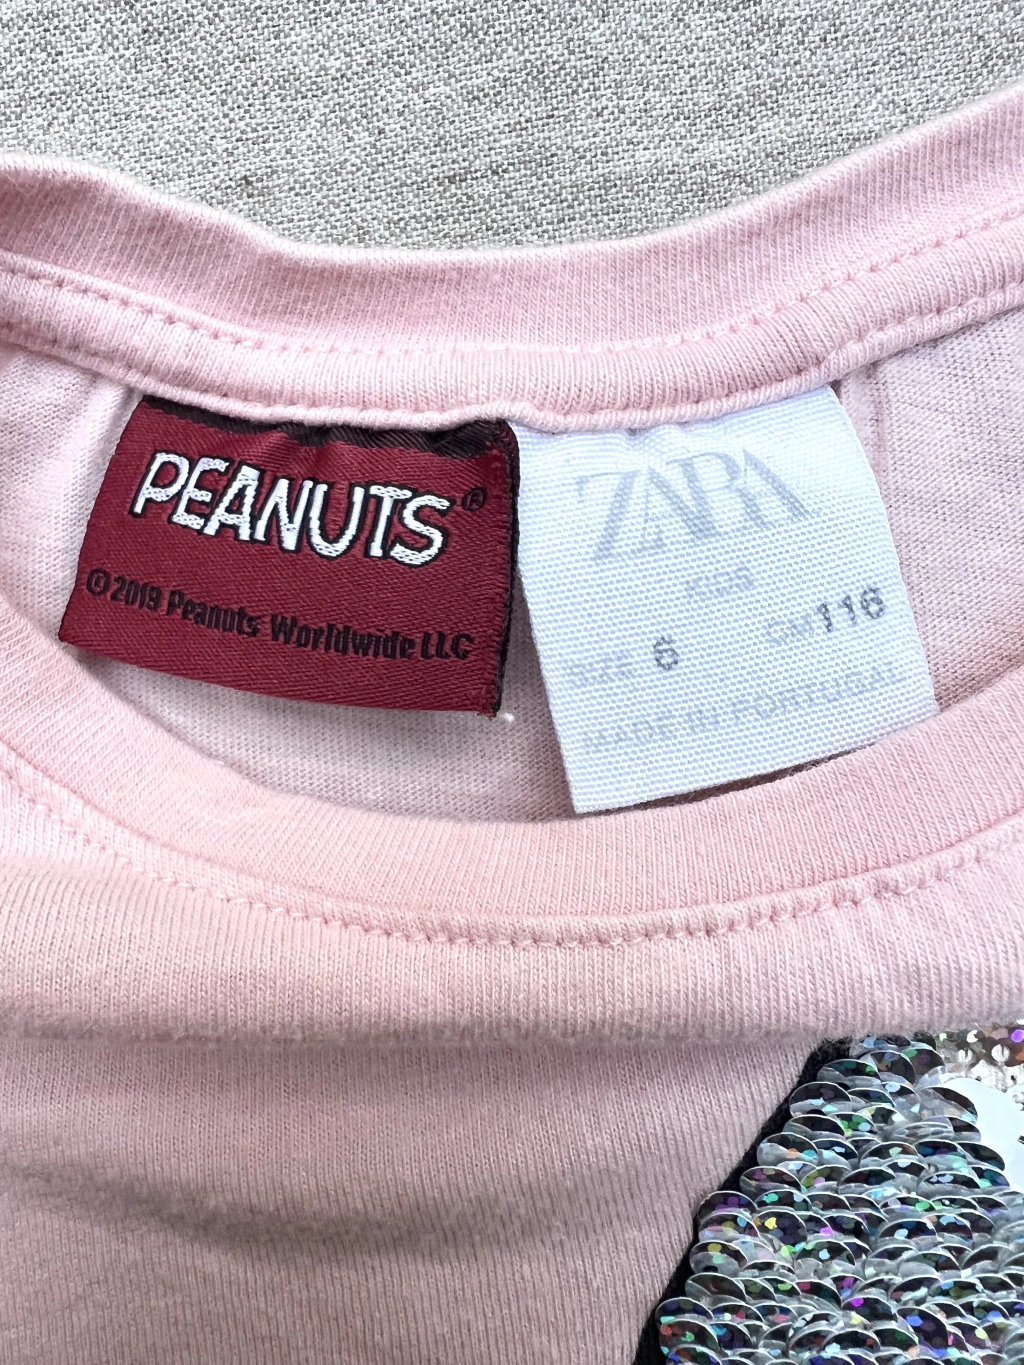 PEANUTS®
© 2019 Peanuts Worldwide LLC
ZARA
KIDS
SIZE 6 CM 116
MADE IN PORTUGAL